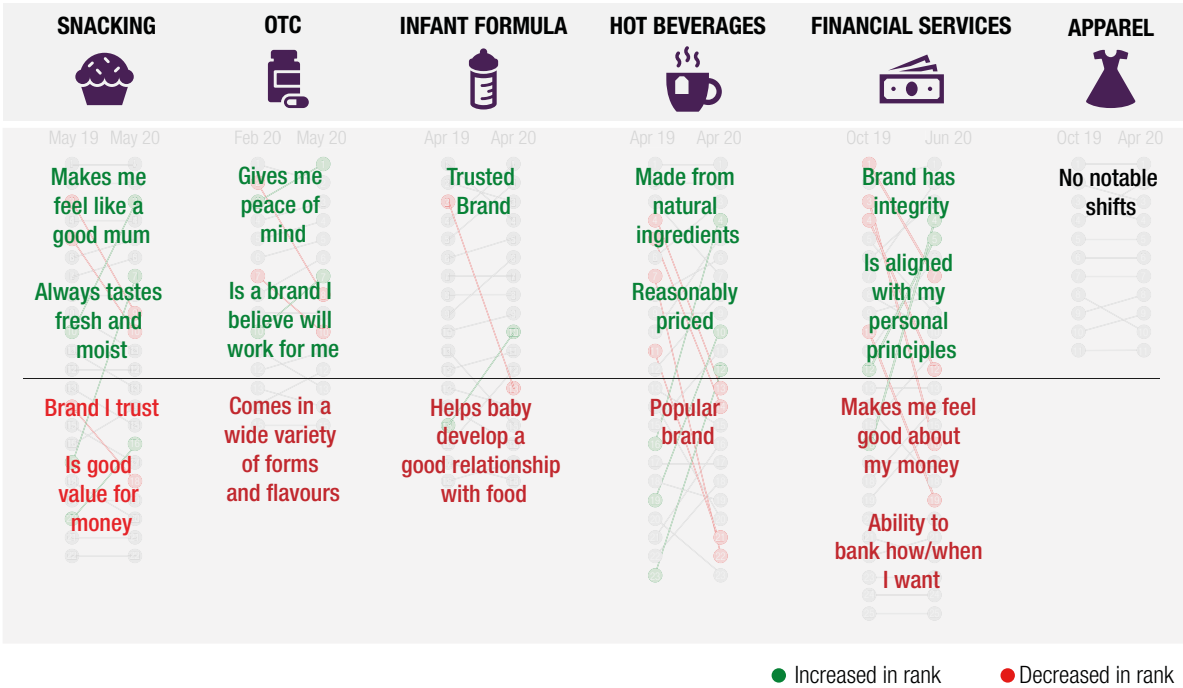 SNACKING
OTC
INFANT FORMULA
HOT BEVERAGES
FINANCIAL SERVICES
APPAREL
May 19 May 20
Feb 20 May 20
Apr 19 Apr 20
Apr 19 Apr 20
Oct 19 Jun 20
Oct 19 Apr 20
Makes me
feel like a
good mum
Always tastes
fresh and
moist
Brand I trust
Is good
value for
money
Gives me
peace of
mind
Is a brand I
believe will
work for me
Comes in a
wide variety
of forms
and flavours
Trusted
Brand
Helps baby
develop a
good relationship
with food
Made from
natural
ingredients
Reasonably
priced
Popular
brand
Brand has
integrity
Is aligned
with my
personal
principles
Makes me feel
good about
my money
Ability to
bank how/when
I want
No notable
shifts
Increased in rank
Decreased in rank